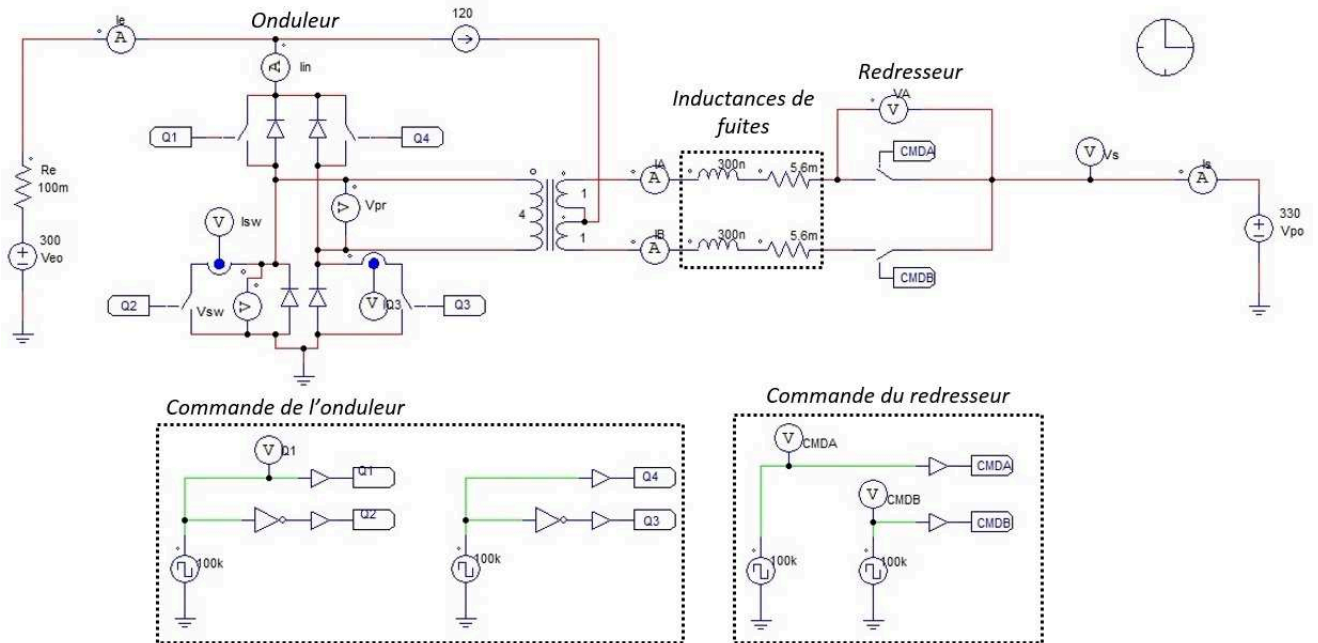 Onduleur
Ie
A
120
A
Iin
Redresseur
VA
V
Inductances de
fuites
Q1
Q4
CMDA
Re
100m
IA
A
300n
5,6m
V
Vs
Is
A
V
Vpr
4
1
1
V
Isw
300
Veo
IB
A
300n
5,6m
330
Vpo
CMDB
Q2
Vsw
V
V
IQ3
Q3
Commande de l'onduleur
Commande du redresseur
V
Q1
Q1
Q2
100k
Q4
Q3
100k
V
CMDA
CMDA
V
CMDB
CMDB
100k
100k